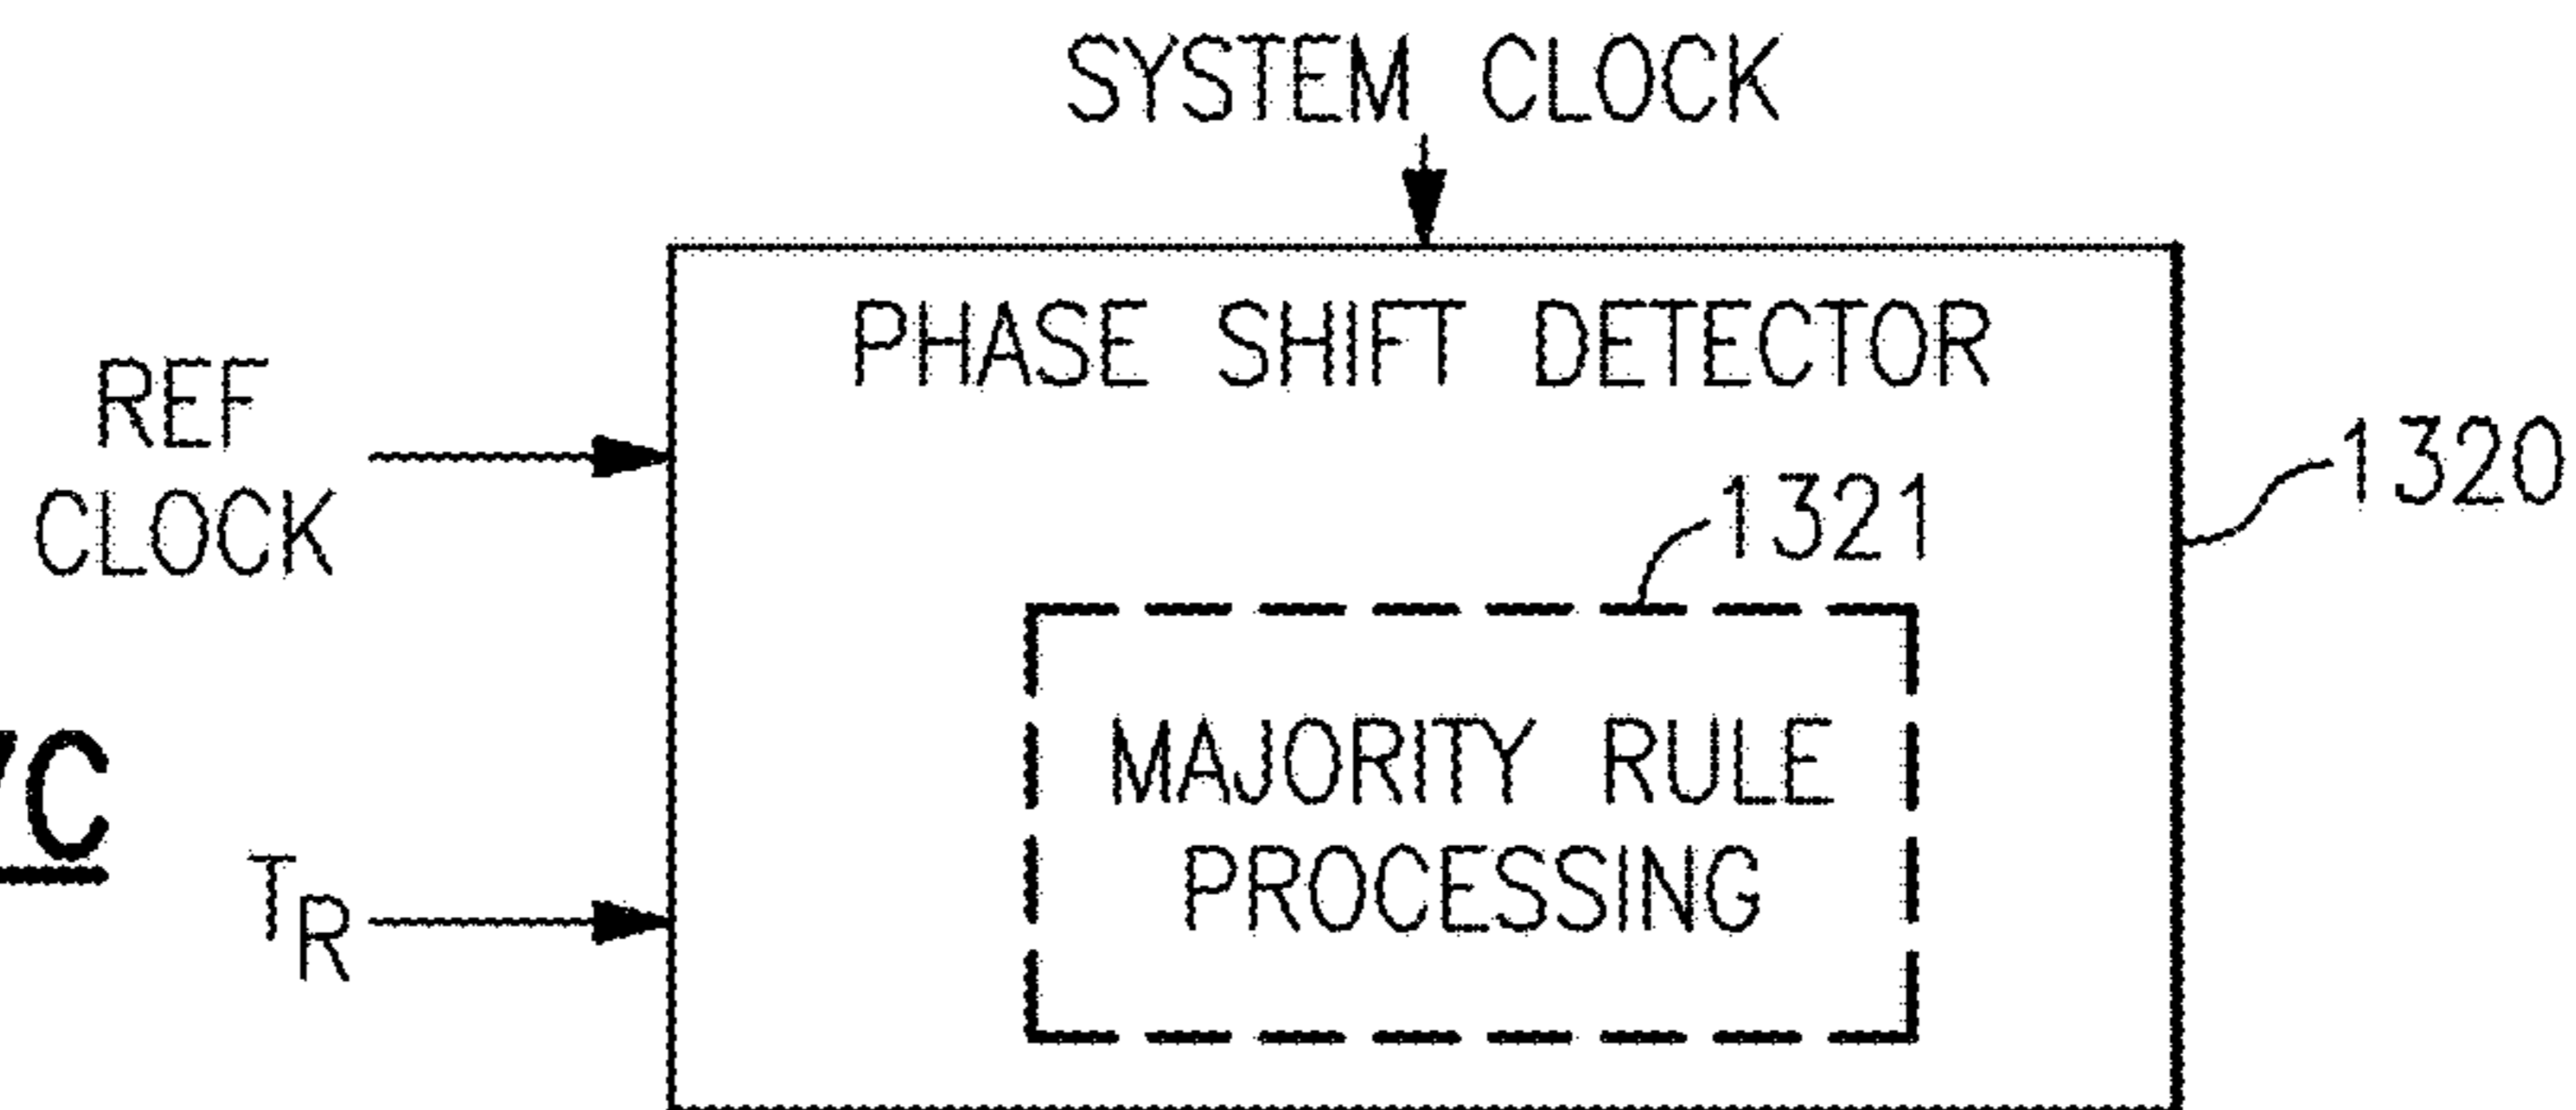 SYSTEM CLOCK
PHASE SHIFT DETECTOR
REF
CLOCK
1320
1321
MAJORITY RULE
PROCESSING
C
TR